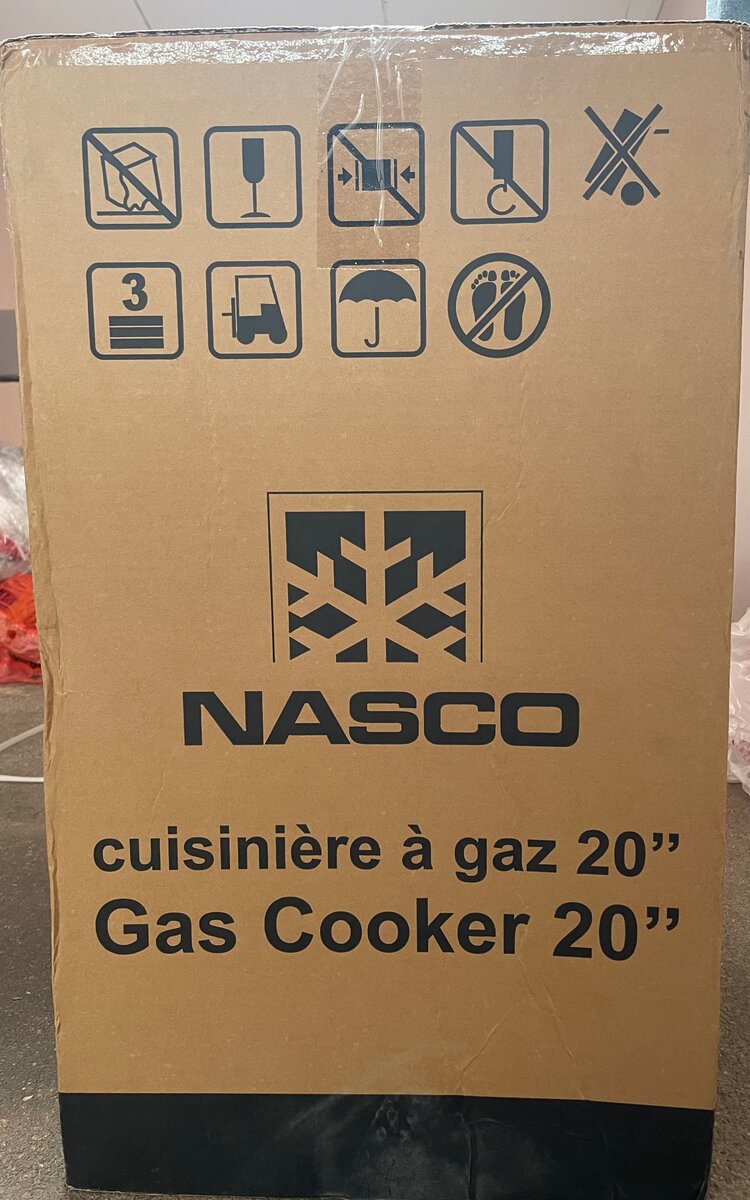 3
NASCO
cuisinière à gaz 20”
Gas Cooker 20”